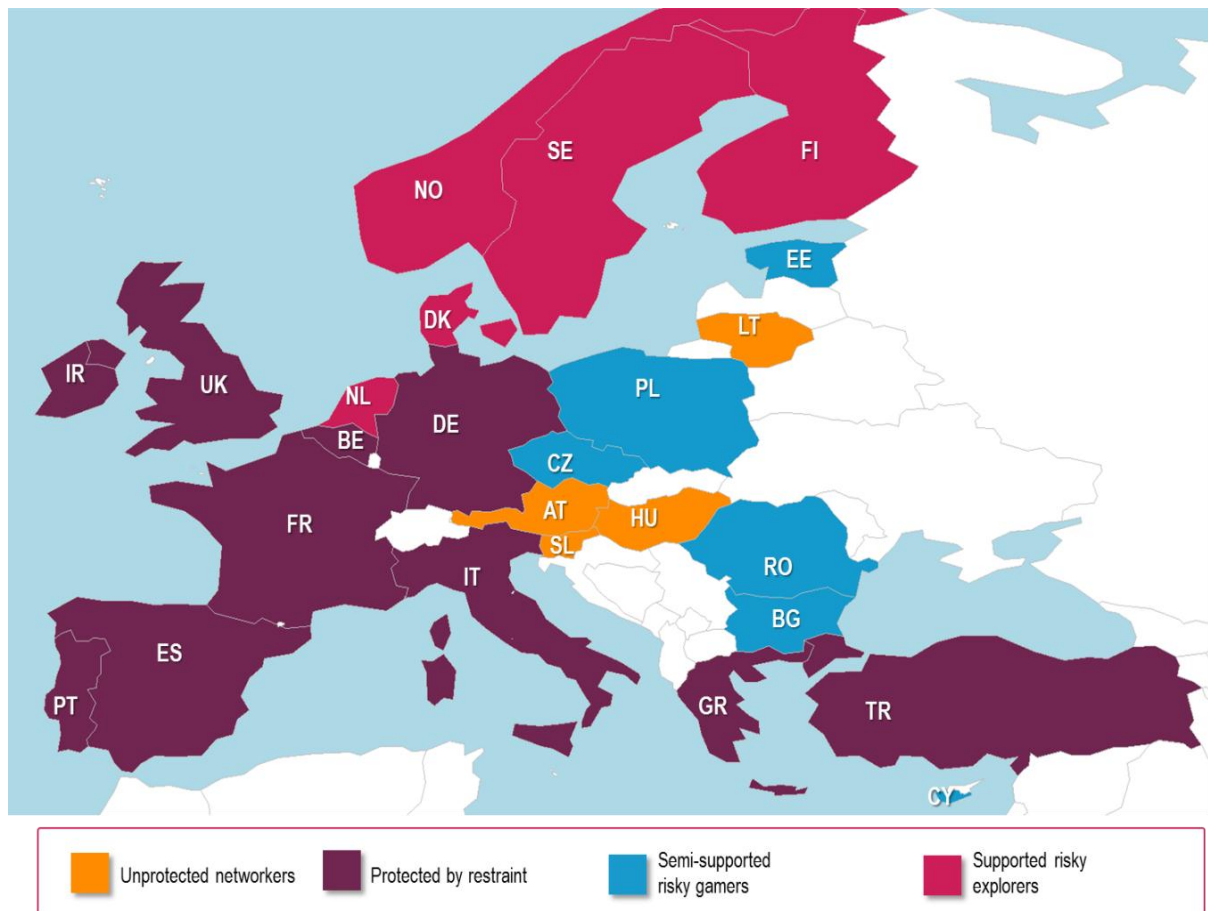 SE
FI
NO
EE
DK
LT
IR
UK
NL
PL
BE
DE
CZ
FR
AT
HU
SL
IT
RO
BG
ES
PT
GR
TR
CY
Unprotected networkers
Protected by restraint
Semi-supported
risky gamers
Supported risky
explorers